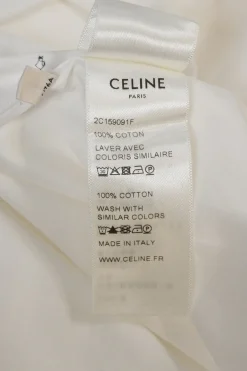 CELINE
PARIS
2C159091F
100% COTON
LAVER AVEC
COLORIS SIMILAIRE
100% COTTON
WASH WITH
SIMILAR COLORS
MADE IN ITALY
WWW.CELINE.FR